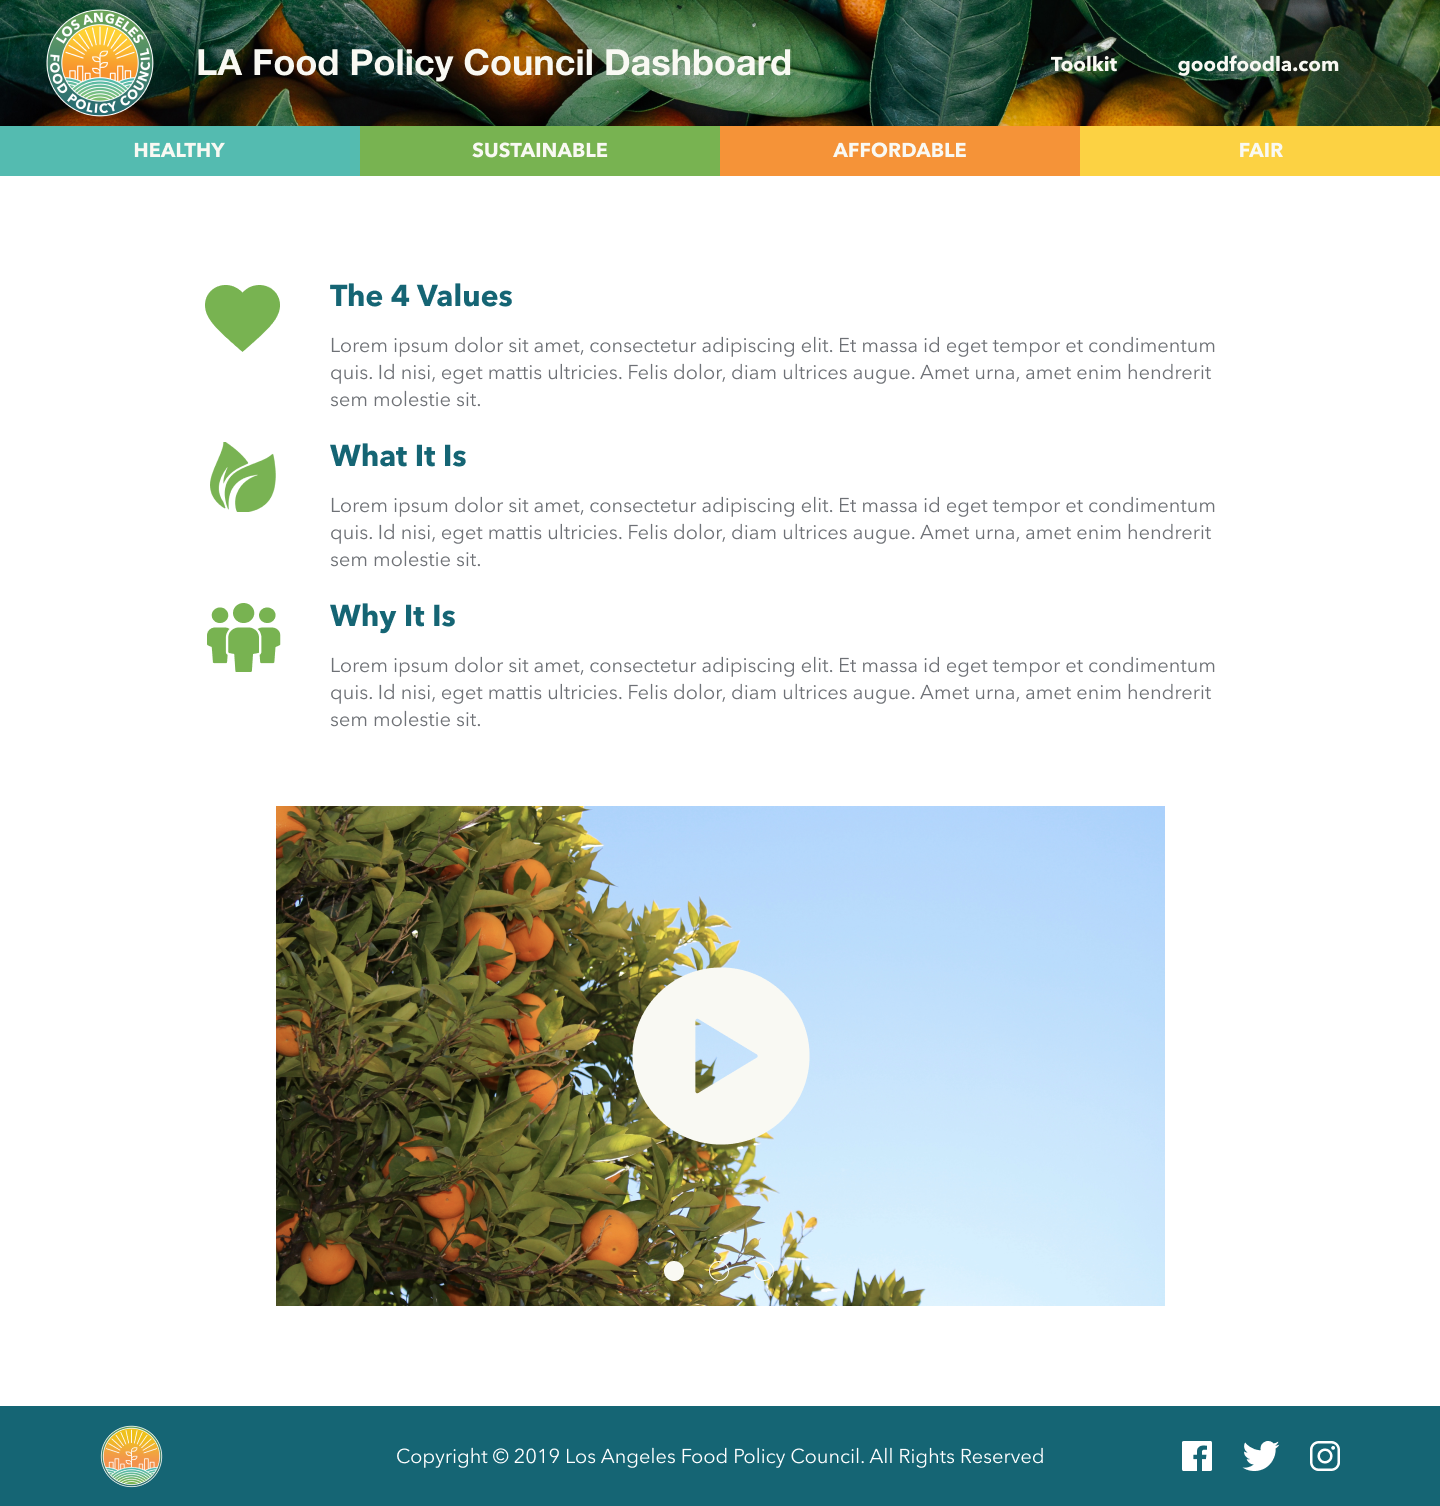 LOS ANGELES
FOOD POLICY COUNCIL
LA Food Policy Council Dashboard
Toolkit
goodfoodla.com
HEALTHY
SUSTAINABLE
AFFORDABLE
FAIR
The 4 Values
Lorem ipsum dolor sit amet, consectetur adipiscing elit. Et massa id eget tempor et condimentum
quis. Id nisi, eget mattis ultricies. Felis dolor, diam ultrices augue. Amet urna, amet enim hendrerit
sem molestie sit.
What It Is
Lorem ipsum dolor sit amet, consectetur adipiscing elit. Et massa id eget tempor et condimentum
quis. Id nisi, eget mattis ultricies. Felis dolor, diam ultrices augue. Amet urna, amet enim hendrerit
sem molestie sit.
Why It Is
Lorem ipsum dolor sit amet, consectetur adipiscing elit. Et massa id eget tempor et condimentum
quis. Id nisi, eget mattis ultricies. Felis dolor, diam ultrices augue. Amet urna, amet enim hendrerit
sem molestie sit.
Copyright © 2019 Los Angeles Food Policy Council. All Rights Reserved